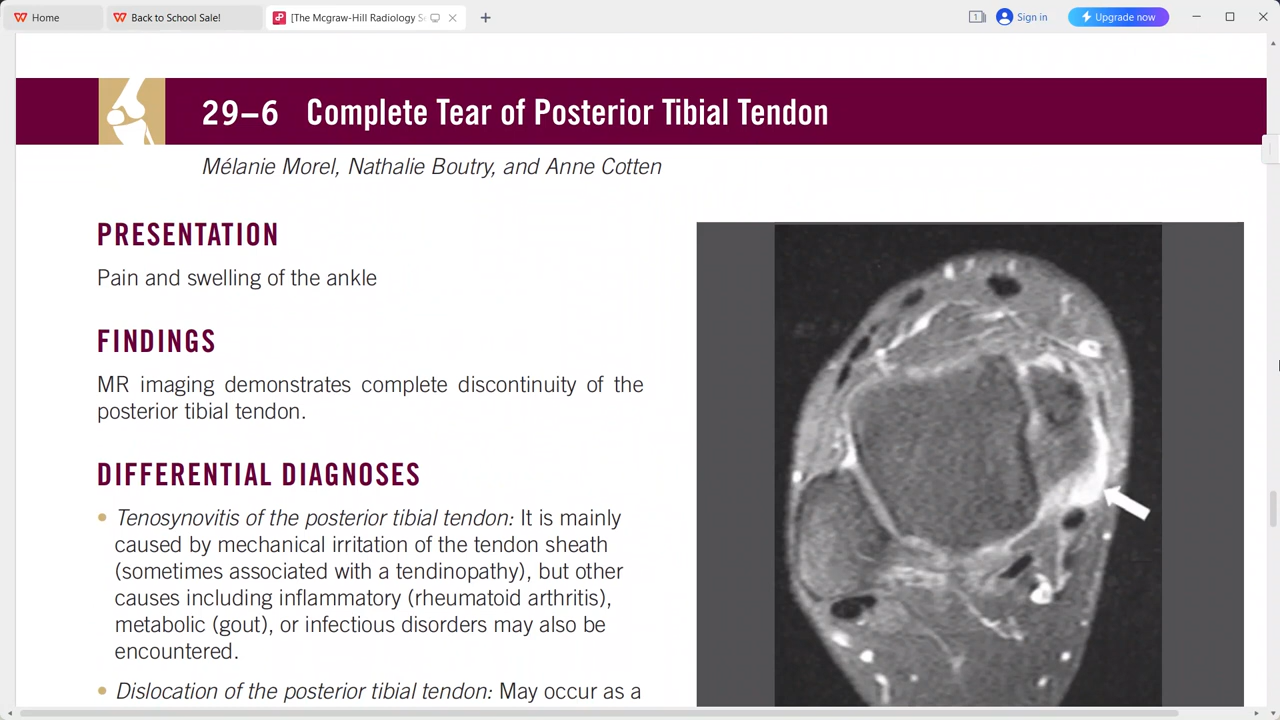 Home
Back to School Sale!
[The Mcgraw-Hill Radiology S
1
Sign in
Upgrade now
29–6 Complete Tear of Posterior Tibial Tendon
Mélanie Morel, Nathalie Boutry, and Anne Cotten
PRESENTATION
Pain and swelling of the ankle
FINDINGS
MR imaging demonstrates complete discontinuity of the
posterior tibial tendon.
DIFFERENTIAL DIAGNOSES
• Tenosynovitis of the posterior tibial tendon: It is mainly
caused by mechanical irritation of the tendon sheath
(sometimes associated with a tendinopathy), but other
causes including inflammatory (rheumatoid arthritis),
metabolic (gout), or infectious disorders may also be
encountered.
• Dislocation of the posterior tibial tendon: May occur as a